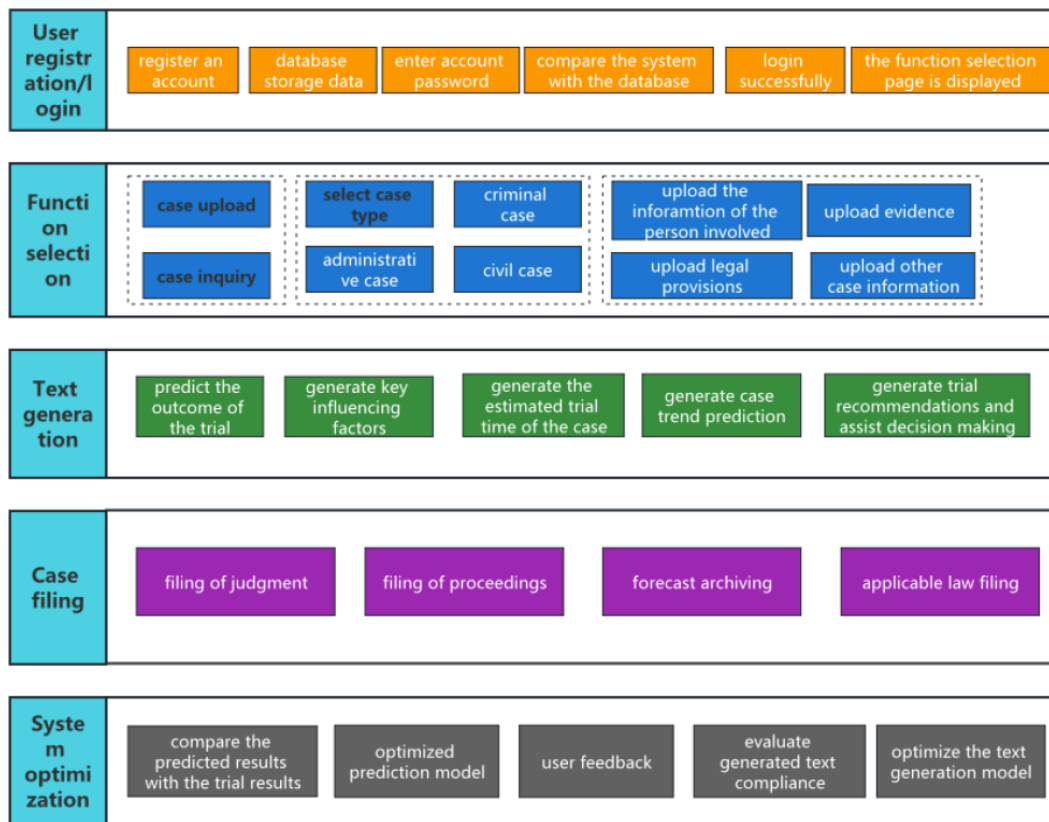 User
registr
ation/l
ogin
register an
account
database
storage data
enter account
password
compare the system
with the database
login
successfully
the function selection
page is displayed
Functi
on
selecti
on
case upload
case inquiry
select case
type
criminal
case
administrati
ve case
civil case
upload the
inforamtion of the
person involved
upload evidence
upload legal
provisions
upload other
case information
Text
genera
tion
predict the
outcome of
the trial
generate key
influencing
factors
generate the
estimated trial
time of the case
generate case
trend prediction
generate trial
recommendations and
assist decision making
Case
filing
filing of judgment
filing of proceedings
forecast archiving
applicable law filing
Syste
m
optimi
zation
compare the
predicted results
with the trial results
optimized
prediction model
user feedback
evaluate
generated text
compliance
optimize the text
generation model